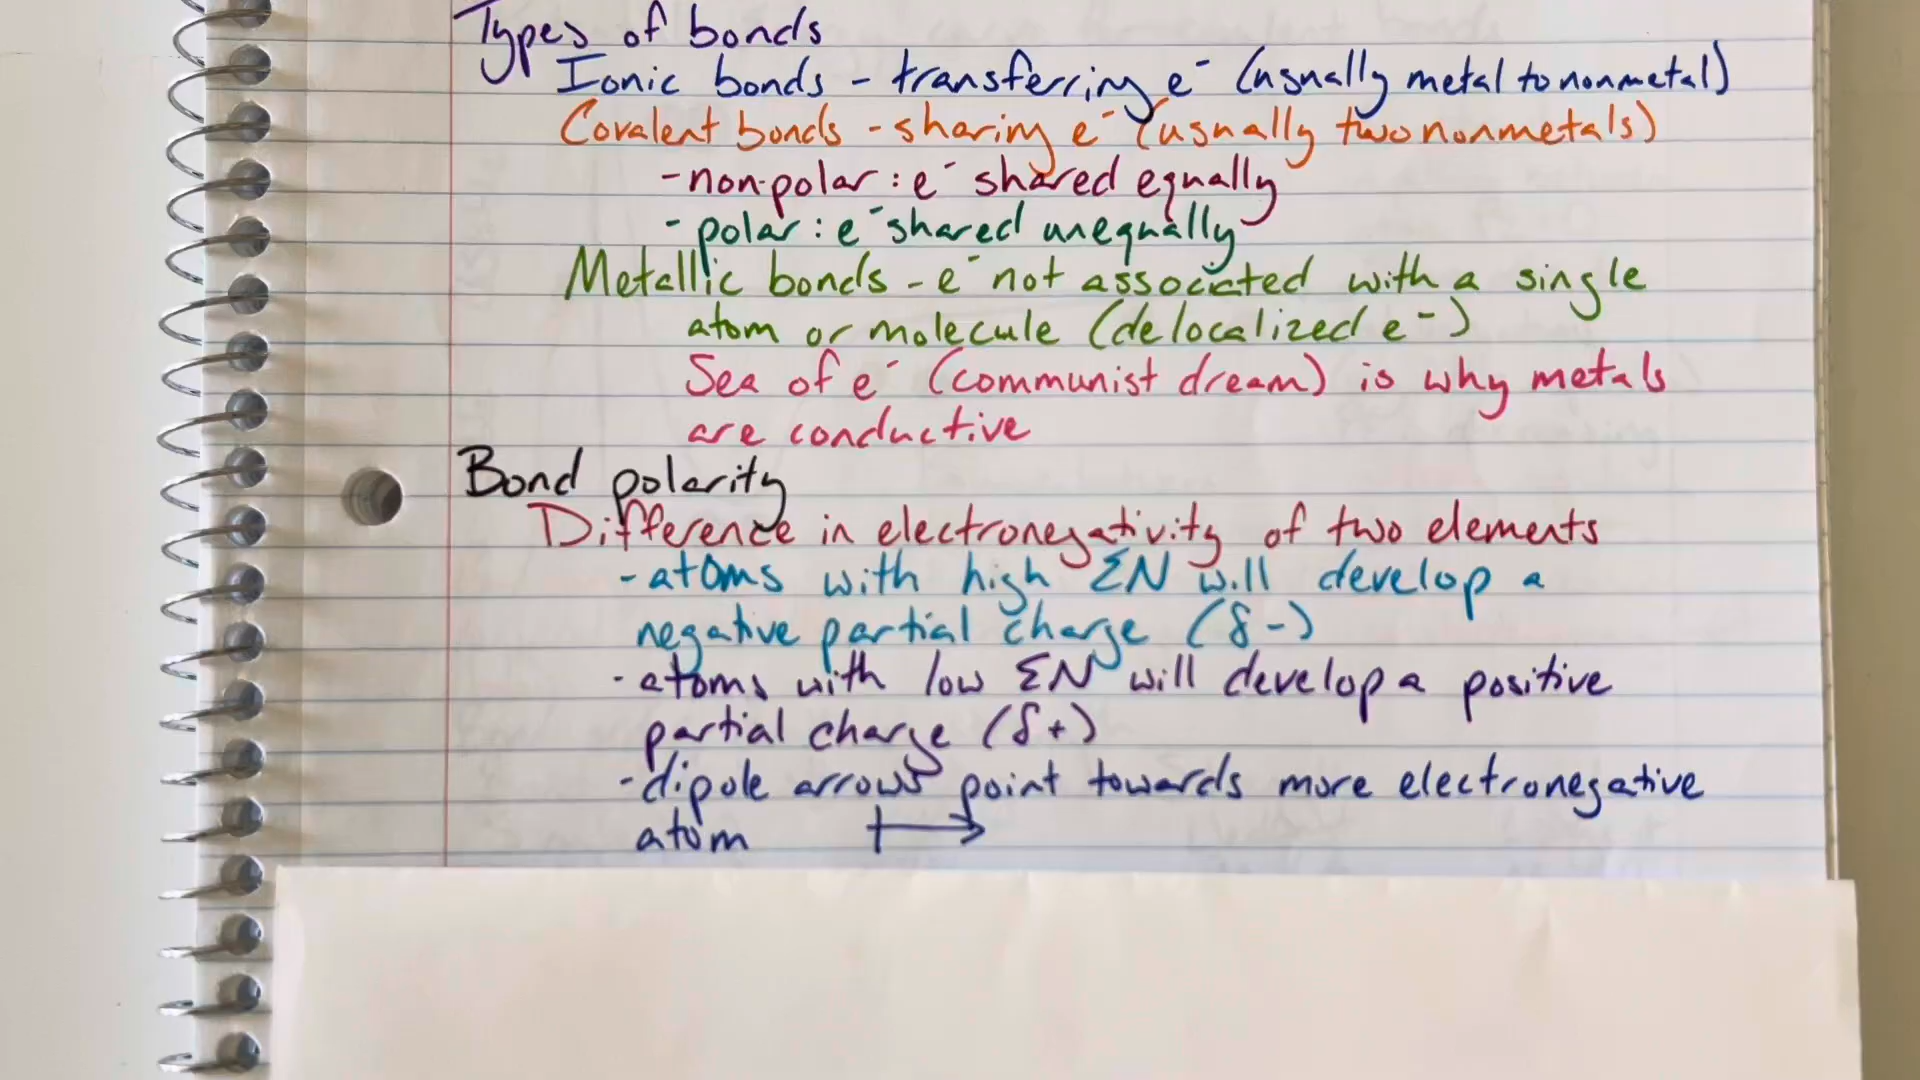 Types of bonds
Ionic bonds - transferring e⁻ (usually metal to nonmetal)
Covalent bonds - sharing e⁻ (usually two nonmetals)
-non-polar: e⁻ shared equally
-polar: e⁻ shared unequally
Metallic bonds - e⁻ not associated with a single
atom or molecule (delocalized e⁻)
Sea of e⁻ (communist dream) is why metals
are conductive
Bond polarity
Difference in electronegativity of two elements
-atoms with high ΣN will develop a
negative partial charge (δ-)
-atoms with low ΣN will develop a positive
partial charge (δ+)
-dipole arrows point towards more electronegative
atom